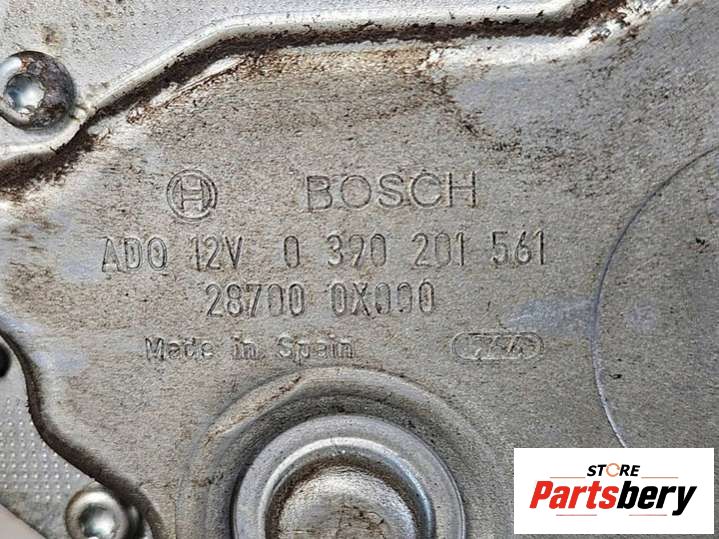 BOSCH
ADQ 12V 0 390 201 561
28700 0X000
Made in Spain
STORE
Partsbery